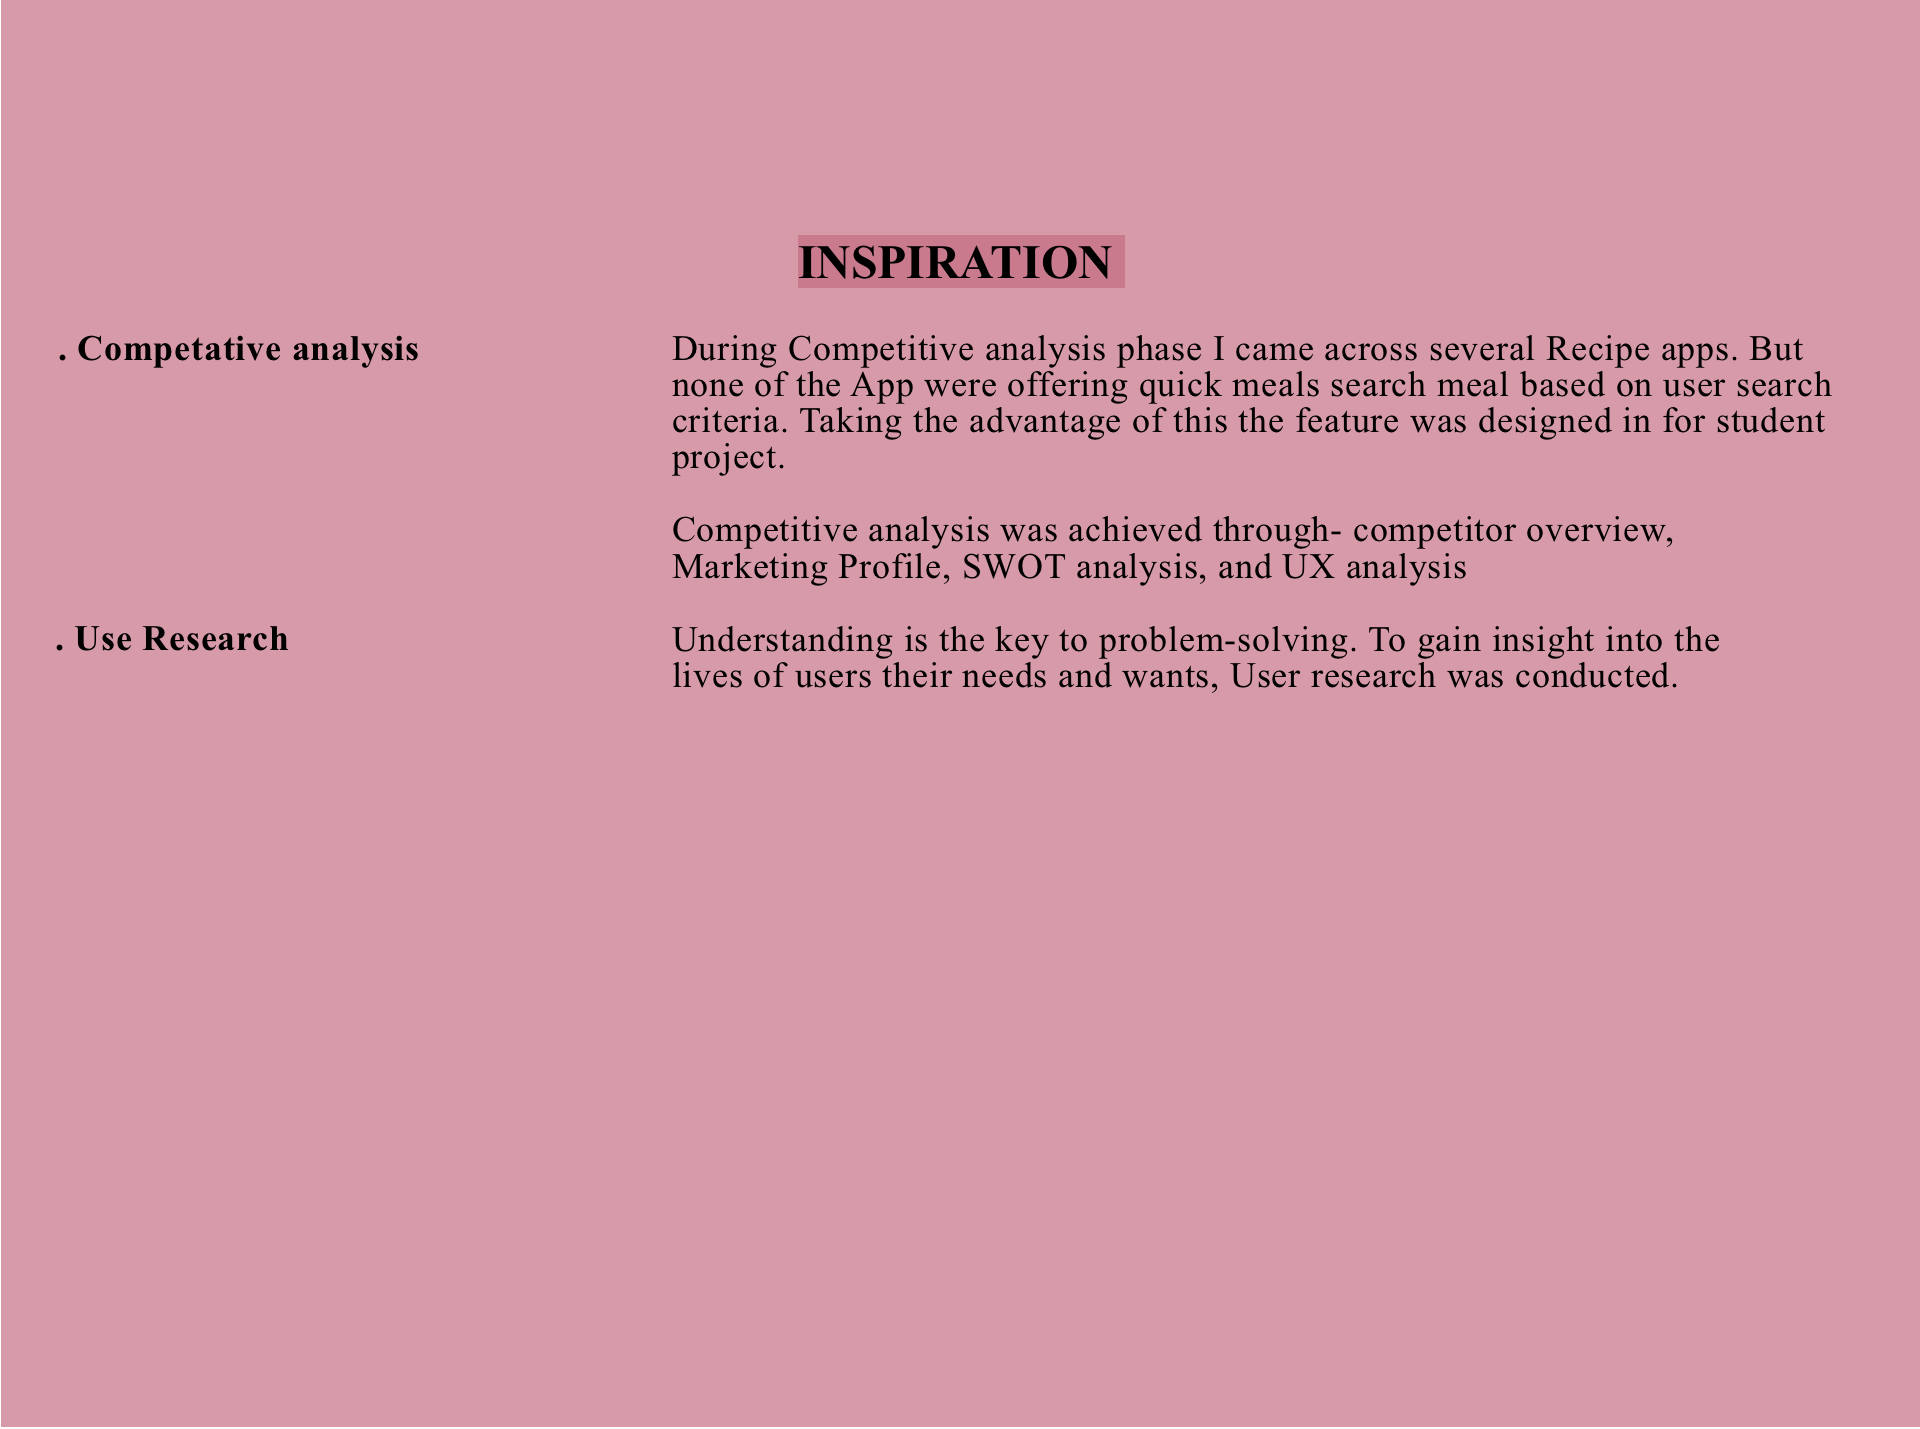 INSPIRATION
. Competative analysis
During Competitive analysis phase I came across several Recipe apps. But
none of the App were offering quick meals search meal based on user search
criteria. Taking the advantage of this the feature was designed in for student
project.
Competitive analysis was achieved through- competitor overview,
Marketing Profile, SWOT analysis, and UX analysis
. Use Research
Understanding is the key to problem-solving. To gain insight into the
lives of users their needs and wants, User research was conducted.